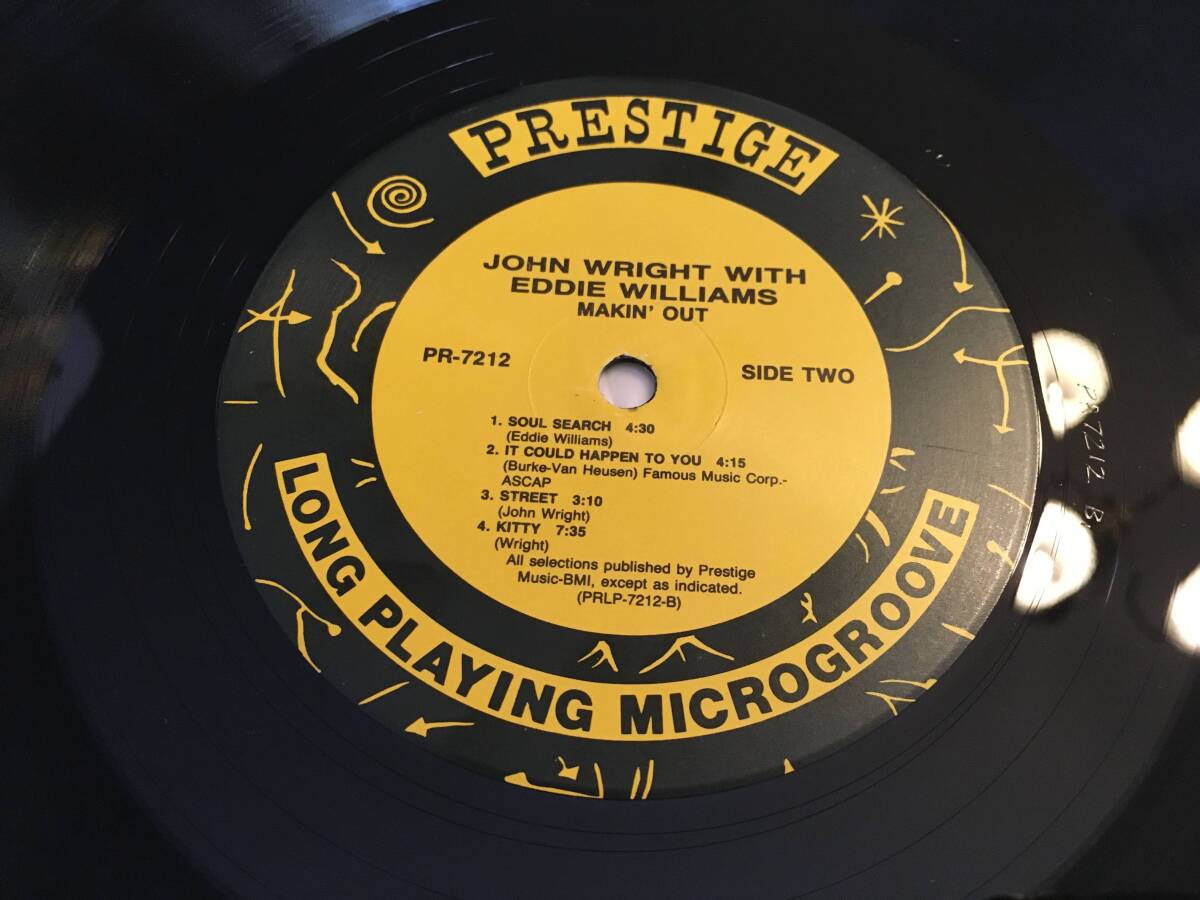 PRESTIGE
JOHN WRIGHT WITH
EDDIE WILLIAMS
MAKIN' OUT
PR-7212
SIDE TWO
1. SOUL SEARCH 4:30
(Eddie Williams)
2. IT COULD HAPPEN TO YOU 4:15
(Burke-Van Heusen) Famous Music Corp.-
ASCAP
3. STREET 3:10
(John Wright)
4. KITTY 7:35
(Wright)
All selections published by Prestige
Music-BMI, except as indicated.
(PRLP-7212-B)
LONG PLAYING MICROGROOVE
PR 7212 B